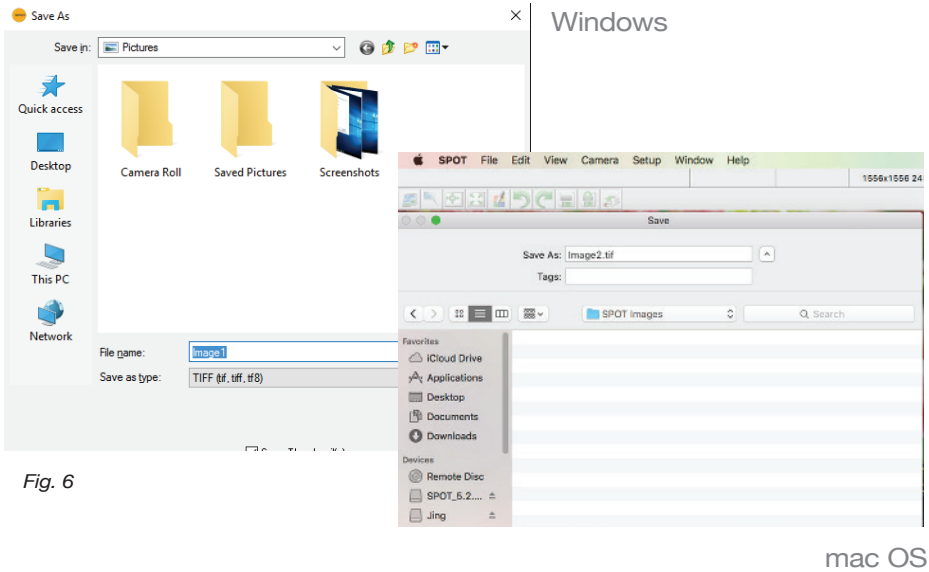 Save As
Windows
Save in:
Pictures
Quick access
Desktop
Libraries
This PC
Network
Camera Roll
Saved Pictures
Screenshots
File name:
Image1
Save as type:
TIFF (tif, tiff, tf8)
Fig. 6
SPOT File Edit View Camera Setup Window Help
1556x1556 24
Save
Save As: Image2.tif
Tags:
SPOT Images
Search
Favorites
iCloud Drive
Applications
Desktop
Documents
Downloads
Devices
Remote Disc
SPOT_5.2....
Jing
mac OS